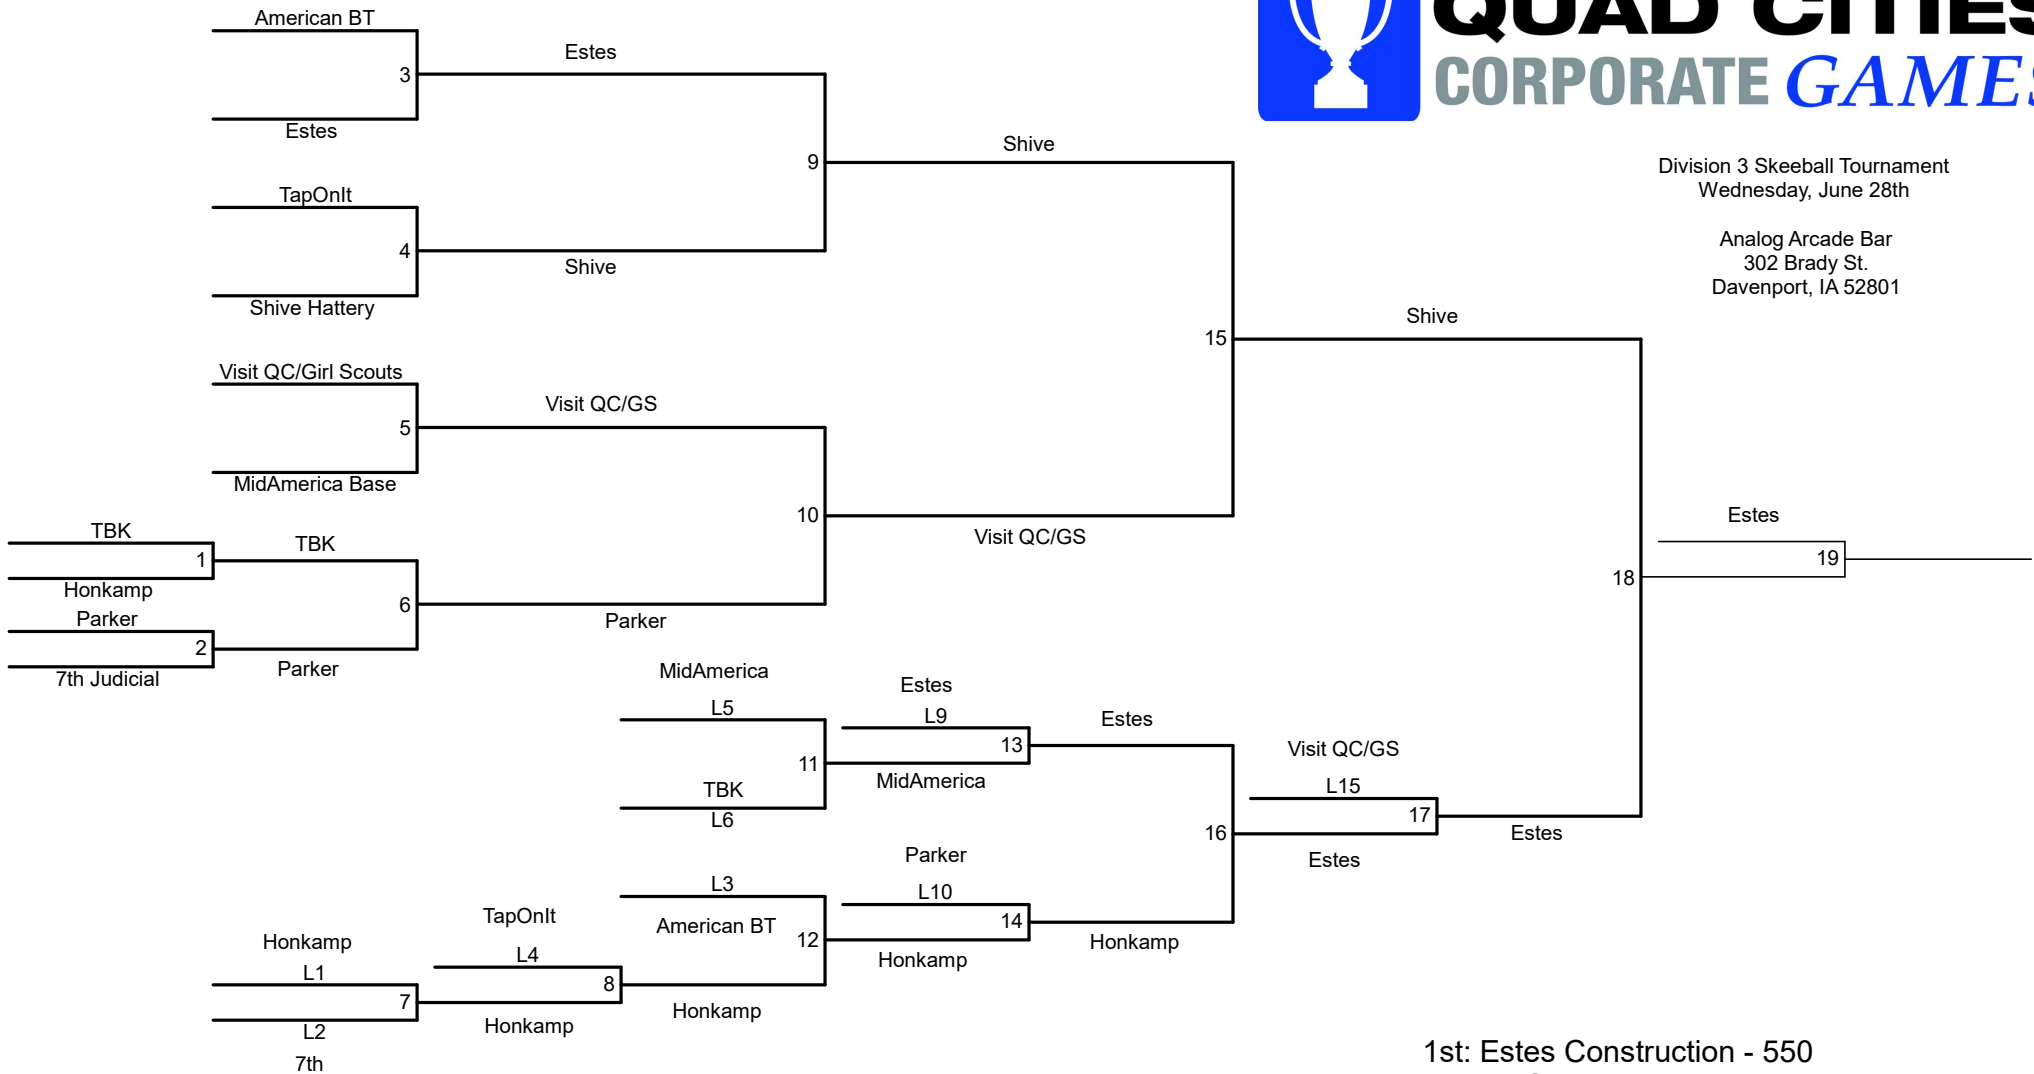 QUAD CITIES
CORPORATE GAMES
Division 3 Skeeball Tournament
Wednesday, June 28th
Analog Arcade Bar
302 Brady St.
Davenport, IA 52801
American BT
3
Estes
Estes
TapOnIt
4
Shive Hattery
Shive
9
Shive
Visit QC/Girl Scouts
5
MidAmerica Base
Visit QC/GS
TBK
1
Honkamp
TBK
Parker
2
7th Judicial
Parker
6
Parker
10
Visit QC/GS
15
Shive
18
Estes
19
MidAmerica
L5
11
TBK
L6
Estes
L9
13
MidAmerica
Estes
L3
American BT
12
Honkamp
L1
7
L2
7th
TapOnIt
L4
8
Honkamp
Honkamp
Parker
L10
14
Honkamp
Honkamp
16
Visit QC/GS
L15
17
Estes
Estes
1st: Estes Construction - 550